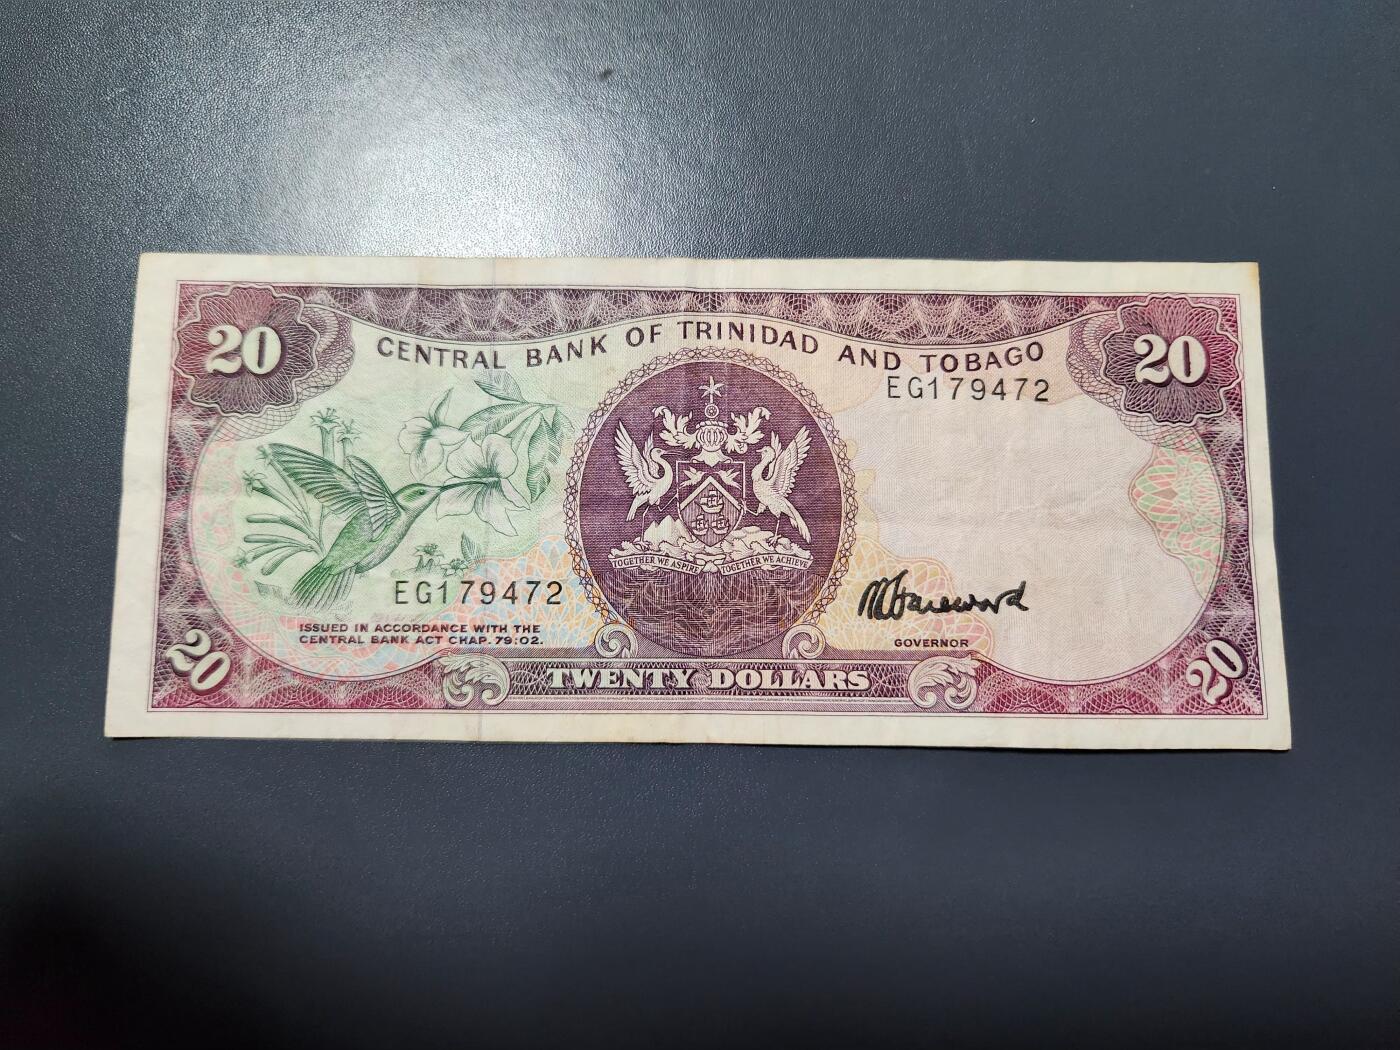 20
20
CENTRAL BANK OF TRINIDAD AND TOBAGO
EG179472
TOGETHER WE ASPIRE TOGETHER WE ACHIEVE
EG179472
ISSUED IN ACCORDANCE WITH THE
CENTRAL BANK ACT CHAP. 79:02.
GOVERNOR
20
TWENTY DOLLARS
20